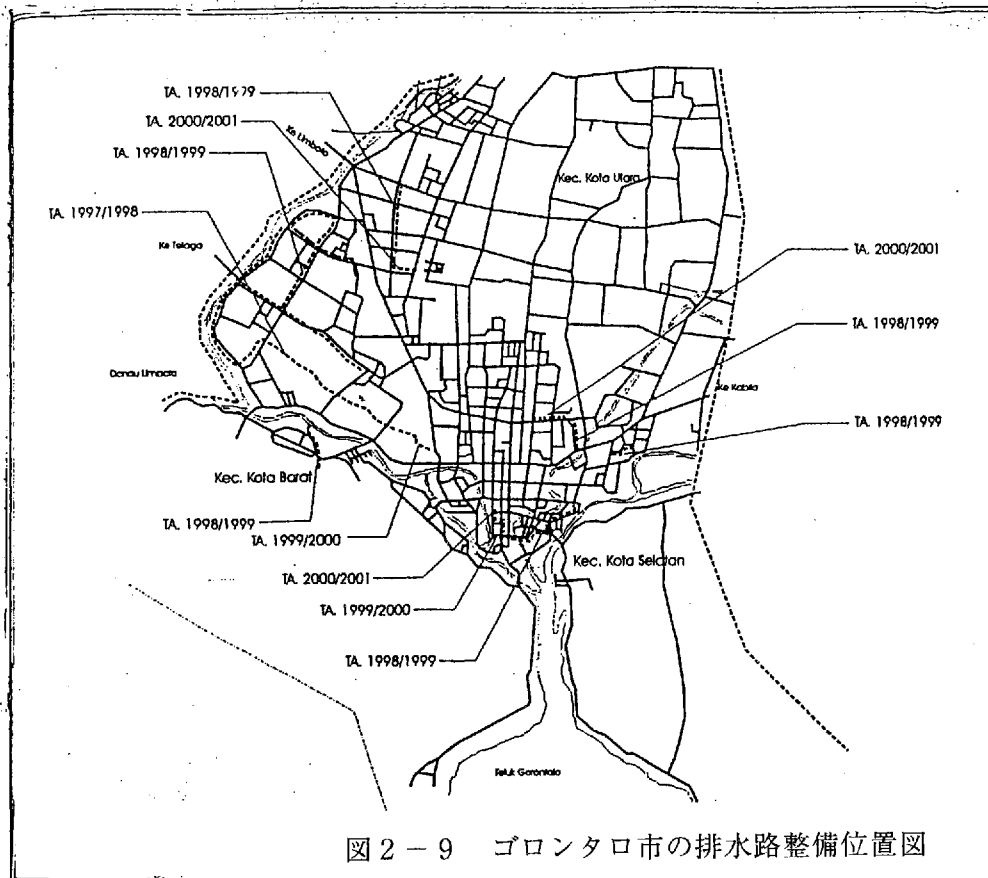 TA. 1998/1999
TA. 2000/2001
Ke Limboto
TA. 1998/1999
Kec. Kota Utara
TA. 1997/1998
Ke Telaga
TA. 2000/2001
TA. 1998/1999
Ke Kabila
TA. 1998/1999
Kec. Kota Barat
TA. 1998/1999
TA. 1999/2000
Kec. Kota Selatan
TA. 2000/2001
TA. 1999/2000
TA. 1998/1999
Teluk Gorontalo
図2－9 ゴロンタロ市の排水路整備位置図